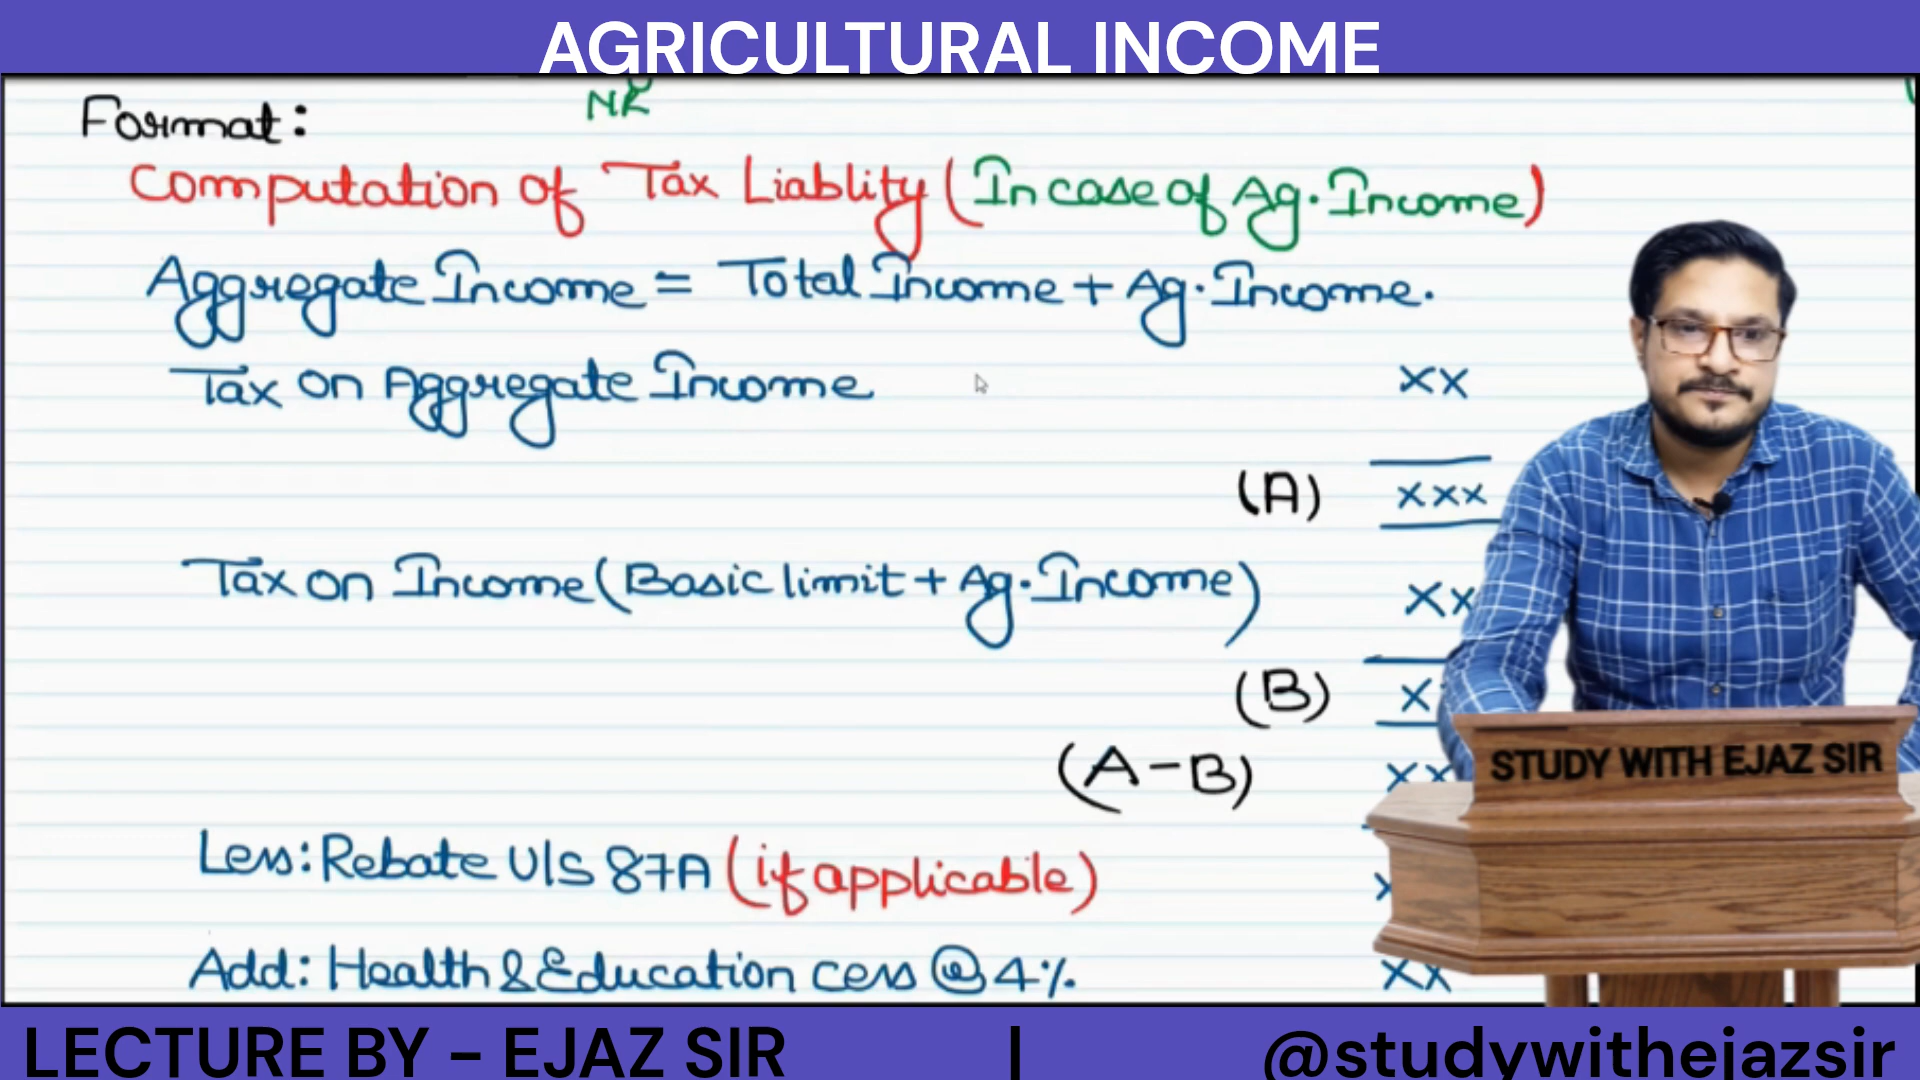 AGRICULTURAL INCOME
NR
Format:
Computation of Tax Liablity (In case of Ag. Income)
Aggregate Income = Total Income + Ag. Income.
Tax on Aggregate Income xx
(A) xxx
Tax on Income (Basic limit + Ag. Income) xx
(B) x
(A-B) xx
Less: Rebate U/S 87A (if applicable) x
Add: Health & Education cess @ 4% xx
STUDY WITH EJAZ SIR
LECTURE BY - EJAZ SIR | @studywithejazsir